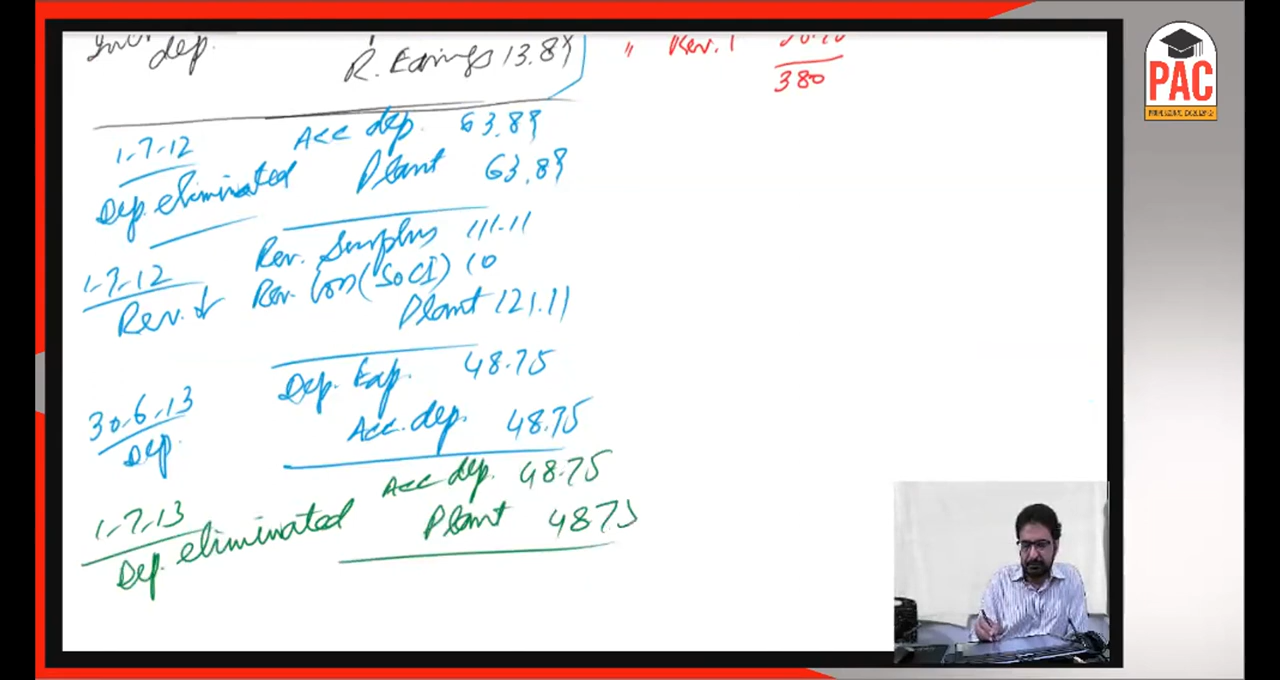 dep.
R. Earnings 13.89
" Rev. ↑
380
1-7-12
Acc dep. 63.89
Dep. eliminated
Plant 63.89
1-7-12
Rev. Surplus 111.11
Rev. Loss (SOCI) 10
Rev. ↓
Plant 121.11
30.6.13
Dep. Exp. 48.75
Dep.
Acc. dep. 48.75
1-7-13
Acc dep. 48.75
Dep. eliminated
Plant 4875
PAC